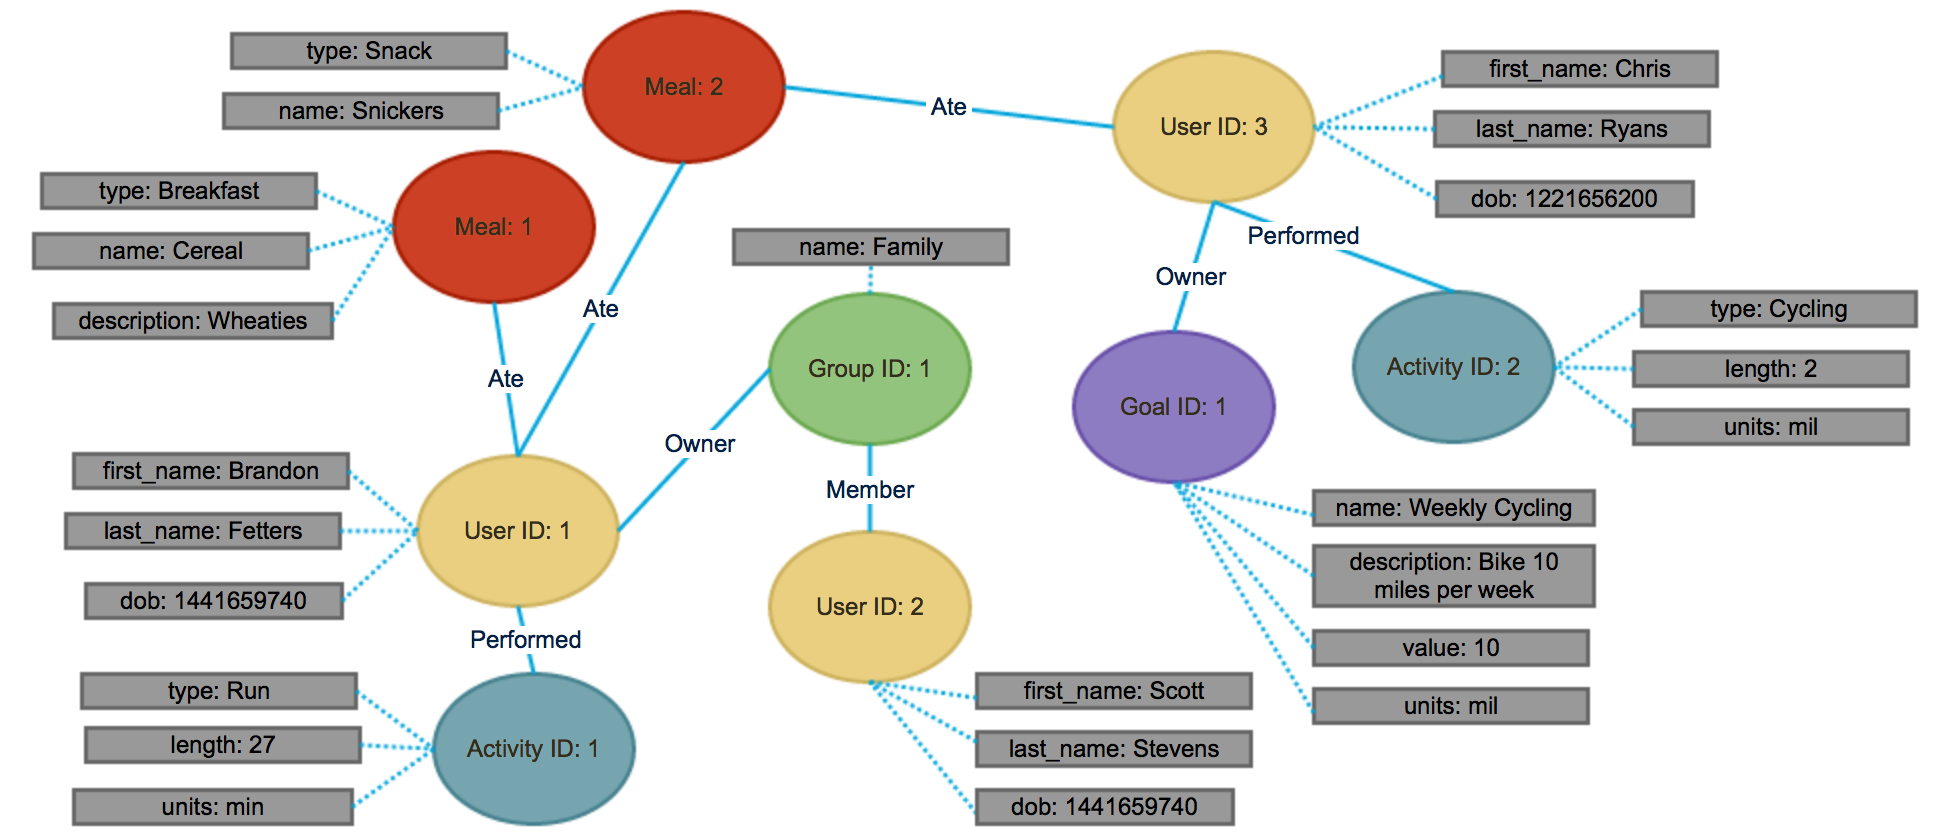 type: Snack
name: Snickers
Meal: 2
Ate
User ID: 3
first_name: Chris
last_name: Ryans
dob: 1221656200
type: Breakfast
name: Cereal
description: Wheaties
Meal: 1
Ate
Ate
name: Family
Group ID: 1
Owner
Member
Owner
Performed
Goal ID: 1
Activity ID: 2
type: Cycling
length: 2
units: mil
first_name: Brandon
last_name: Fetters
dob: 1441659740
User ID: 1
Performed
User ID: 2
name: Weekly Cycling
description: Bike 10
miles per week
value: 10
units: mil
type: Run
length: 27
units: min
Activity ID: 1
first_name: Scott
last_name: Stevens
dob: 1441659740